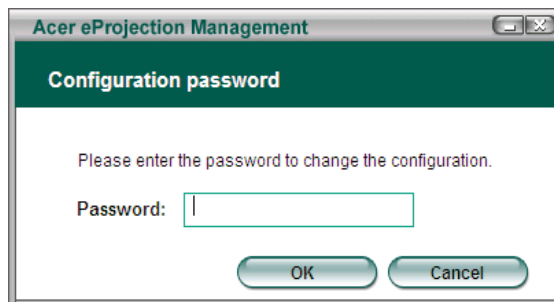 Acer eProjection Management
Configuration password
Please enter the password to change the configuration.
Password:
OK Cancel